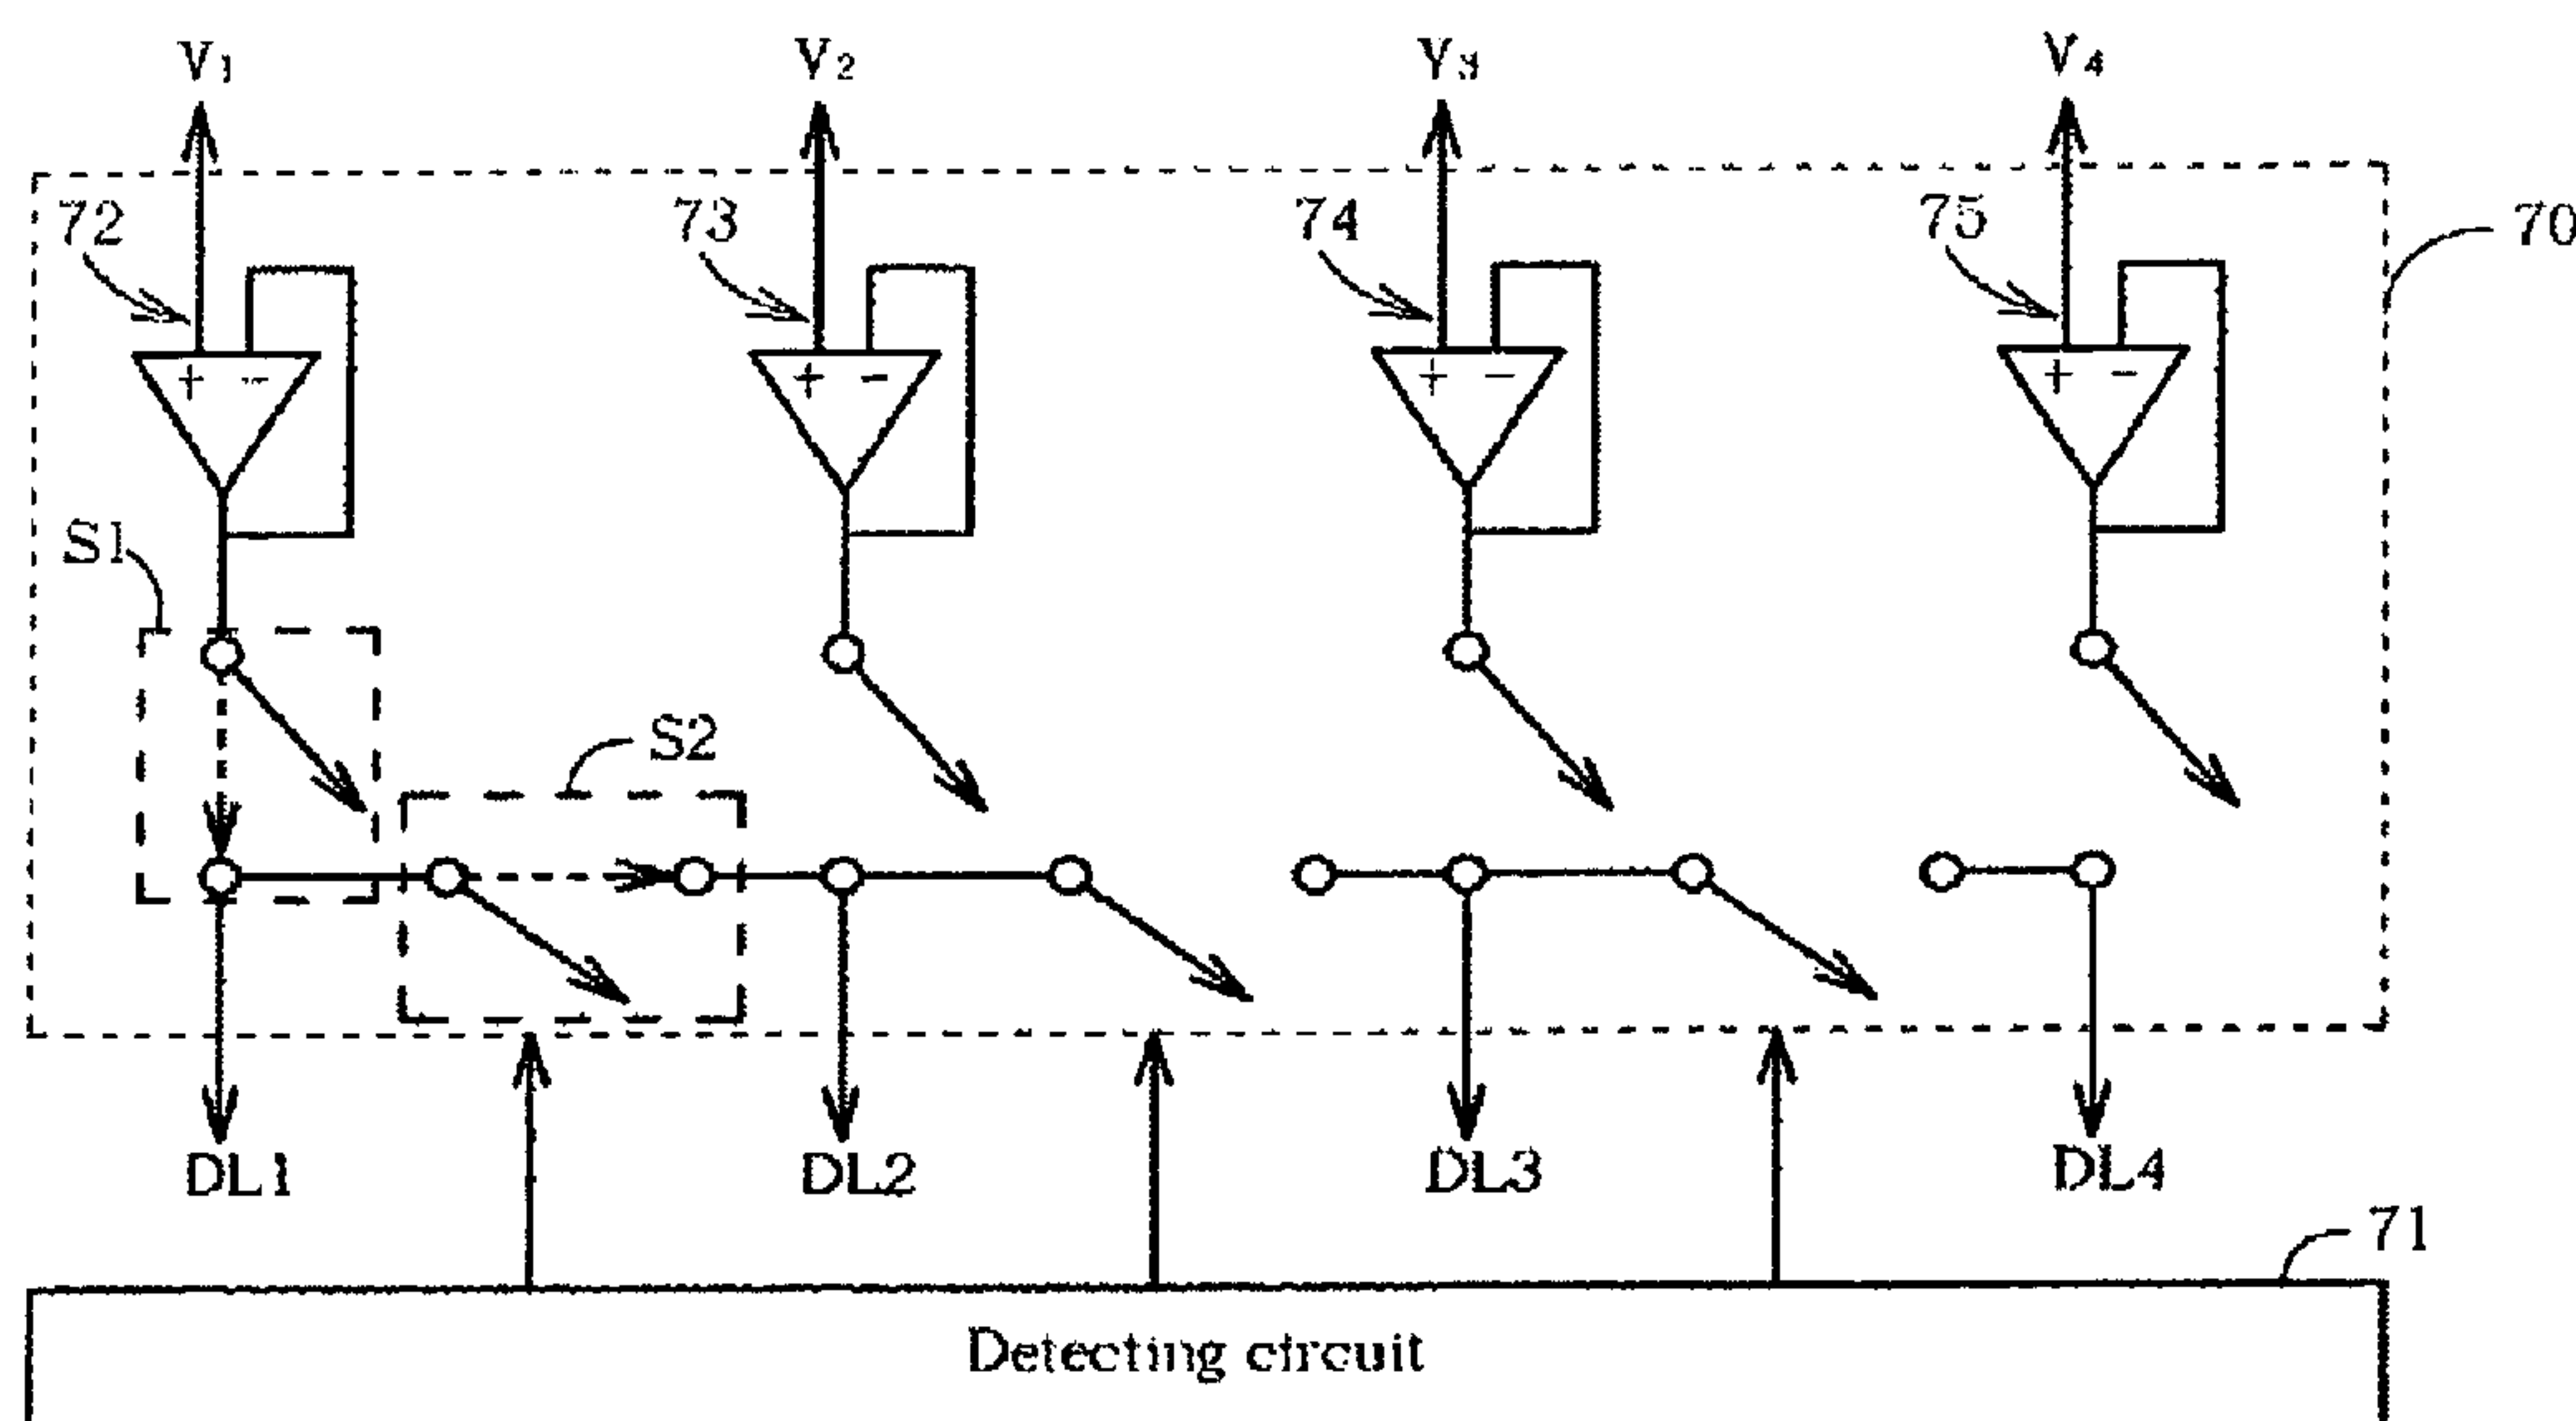 V1 V2 V3 V4
72 73 74 75 70
+ - + - + - + -
S1
S2
DL1 DL2 DL3 DL4
71
Detecting circuit